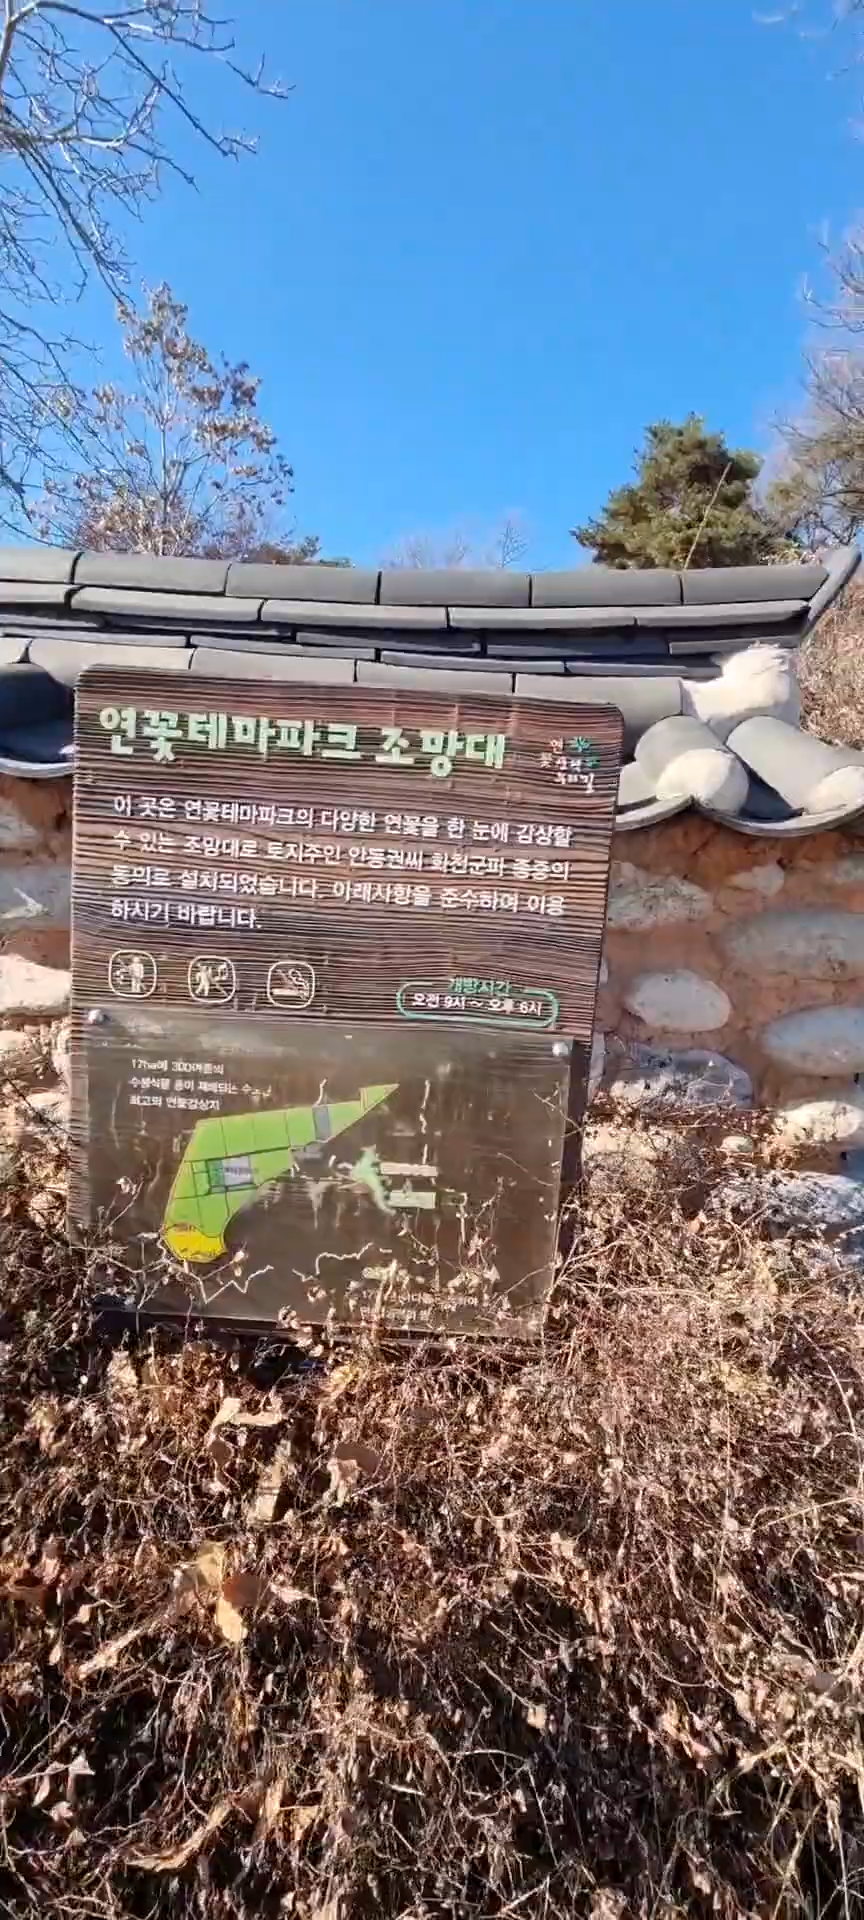 연꽃테마파크 조망대
이 곳은 연꽃테마파크의 다양한 연꽃을 한 눈에 감상할
수 있는 조망대로 토지주인 안동권씨 화천군파 종중의
동의로 설치되었습니다. 아래사항을 준수하여 이용
하시기 바랍니다.
개방시간
오전 9시 ~ 오후 6시
17ha에 300여종의
수생식물 등이 재배되는
최고의 연꽃감상지